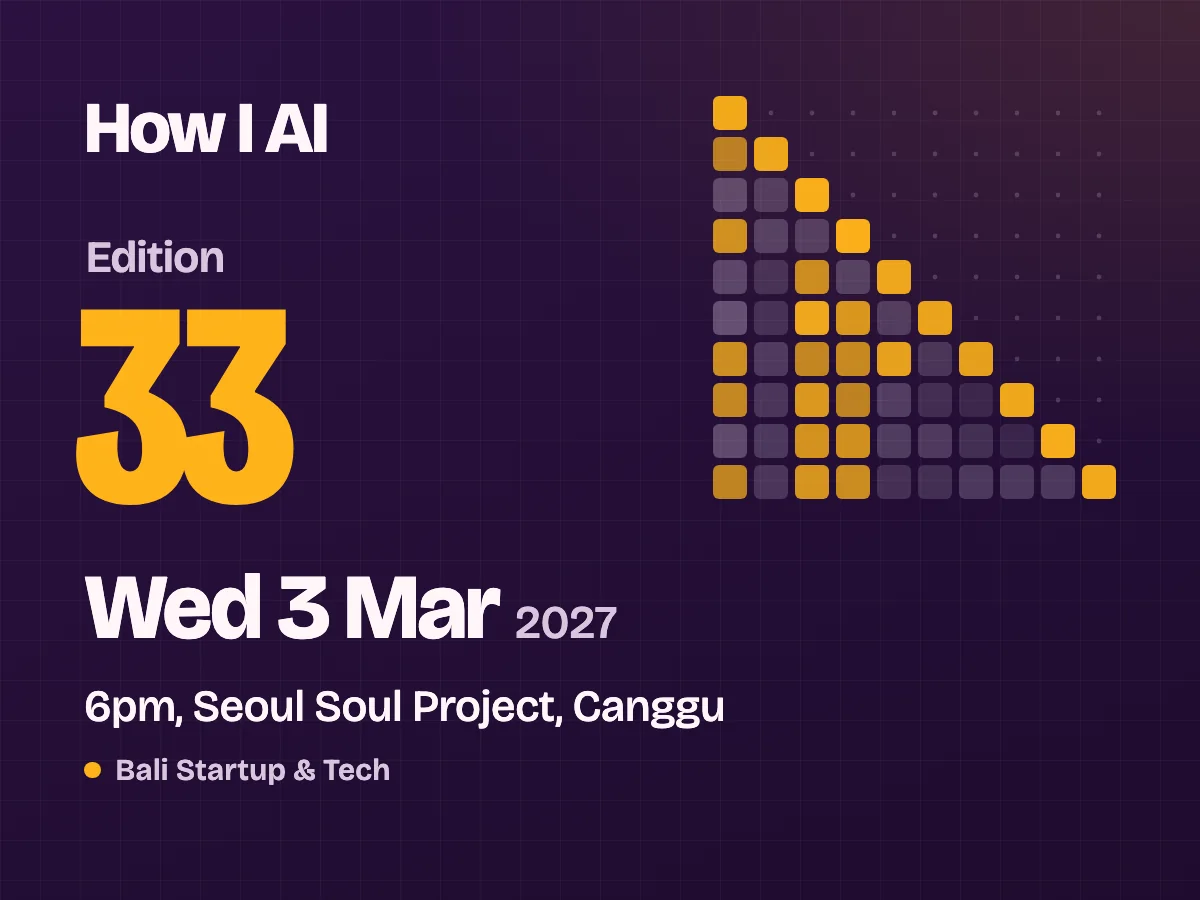 How I AI
Edition
33
Wed 3 Mar 2027
6pm, Seoul Soul Project, Canggu
Bali Startup & Tech